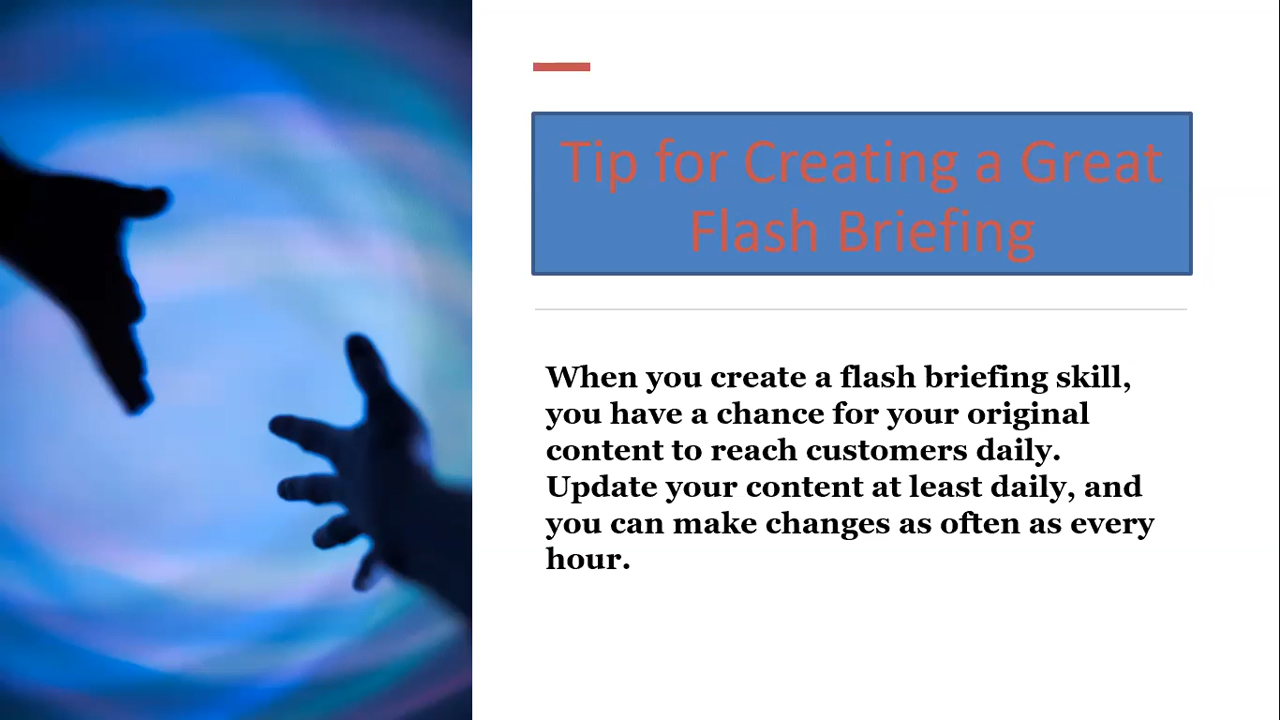 Tip for Creating a Great
Flash Briefing
When you create a flash briefing skill,
you have a chance for your original
content to reach customers daily.
Update your content at least daily, and
you can make changes as often as every
hour.